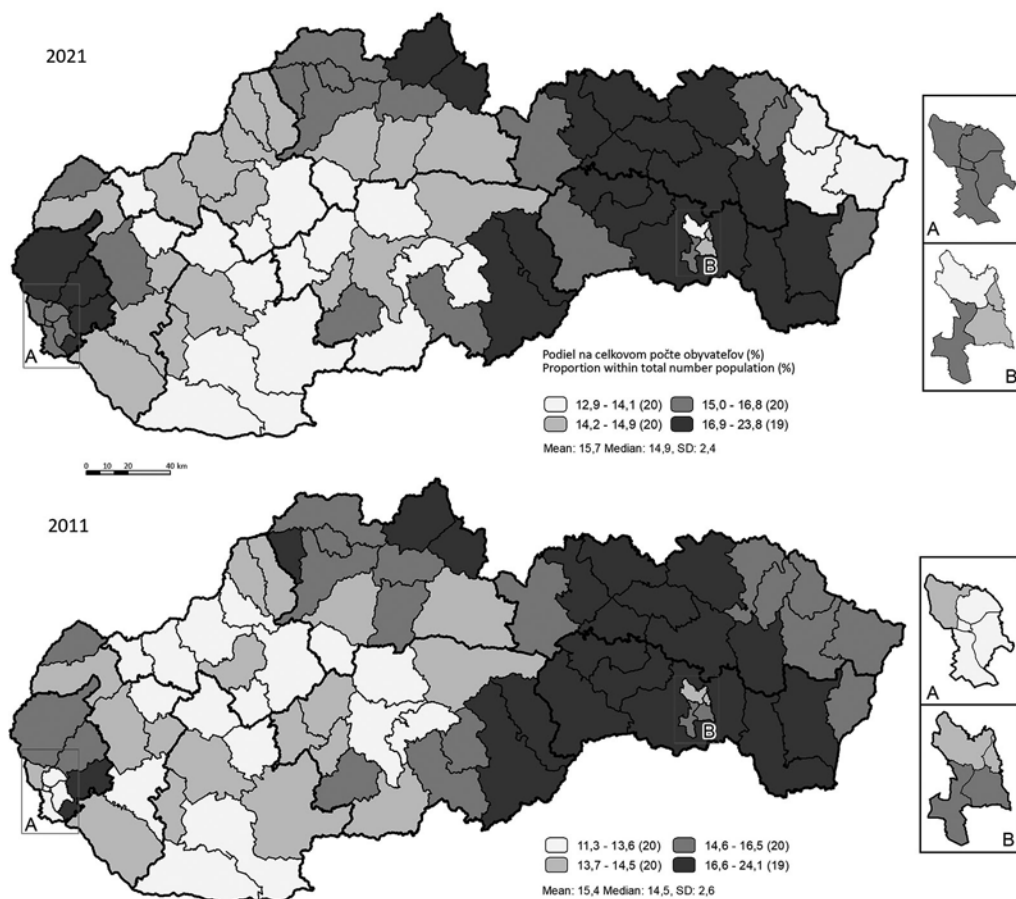 2021
A
B
A
B
Podiel na celkovom počte obyvateľov (%)
Proportion within total number population (%)
12,9 - 14,1 (20) 15,0 - 16,8 (20)
14,2 - 14,9 (20) 16,9 - 23,8 (19)
Mean: 15,7 Median: 14,9, SD: 2,4
0 10 20 40 km
2011
A
B
A
B
11,3 - 13,6 (20) 14,6 - 16,5 (20)
13,7 - 14,5 (20) 16,6 - 24,1 (19)
Mean: 15,4 Median: 14,5, SD: 2,6